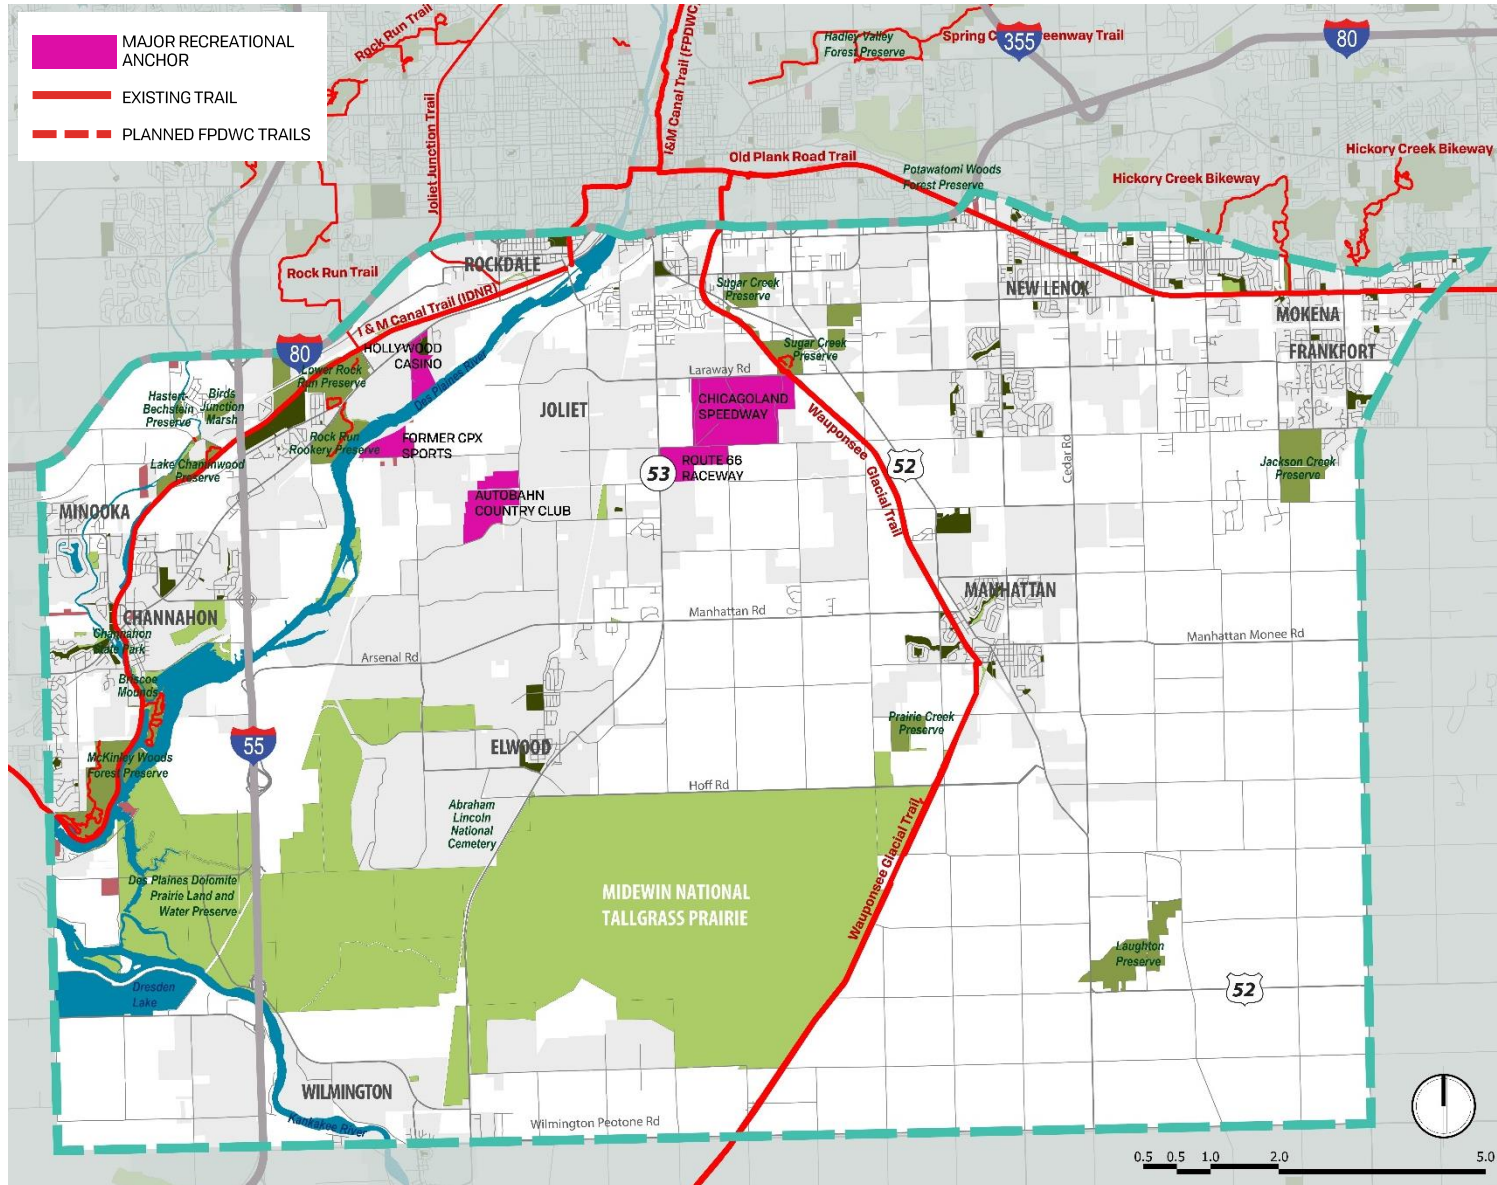 MAJOR RECREATIONAL
ANCHOR
EXISTING TRAIL
PLANNED FPDWC TRAILS
Rock Run Trail
Joliet Junction Trail
I&M Canal Trail (FPDWC)
Hadley Valley
Forest Preserve
355
80
Old Plank Road Trail
Potawatomi Woods
Forest Preserve
Hickory Creek Bikeway
Hickory Creek Bikeway
Rock Run Trail
ROCKDALE
I & M Canal Trail (IDNR)
Sugar Creek
Preserve
NEW LENOX
MOKENA
FRANKFORT
80
HOLLYWOOD
CASINO
Des Plaines River
Sugar Creek
Preserve
Laraway Rd
Lower Rock
Run Preserve
Hastert-
Bechstein
Preserve
Birds
Junction
Marsh
JOLIET
CHICAGOLAND
SPEEDWAY
Wauponsee Glacial Trail
Rock Run
Rookery Preserve
FORMER CPX
SPORTS
Lake Chaminwood
Preserve
53
ROUTE 66
RACEWAY
52
Cedar Rd
Jackson Creek
Preserve
AUTOBAHN
COUNTRY CLUB
MINOOKA
MANHATTAN
CHANNAHON
Channahon
State Park
Manhattan Rd
Manhattan Monee Rd
Arsenal Rd
Briscoe
Mounds
Prairie Creek
Preserve
55
ELWOOD
McKinley Woods
Forest Preserve
Hoff Rd
Abraham
Lincoln
National
Cemetery
Wauponsee Glacial Trail
Des Plaines Dolomite
Prairie Land and
Water Preserve
MIDEWIN NATIONAL
TALLGRASS PRAIRIE
Laughton
Preserve
Dresden
Lake
52
WILMINGTON
Kankakee River
Wilmington Peotone Rd
0.5 0.5 1.0 2.0 5.0